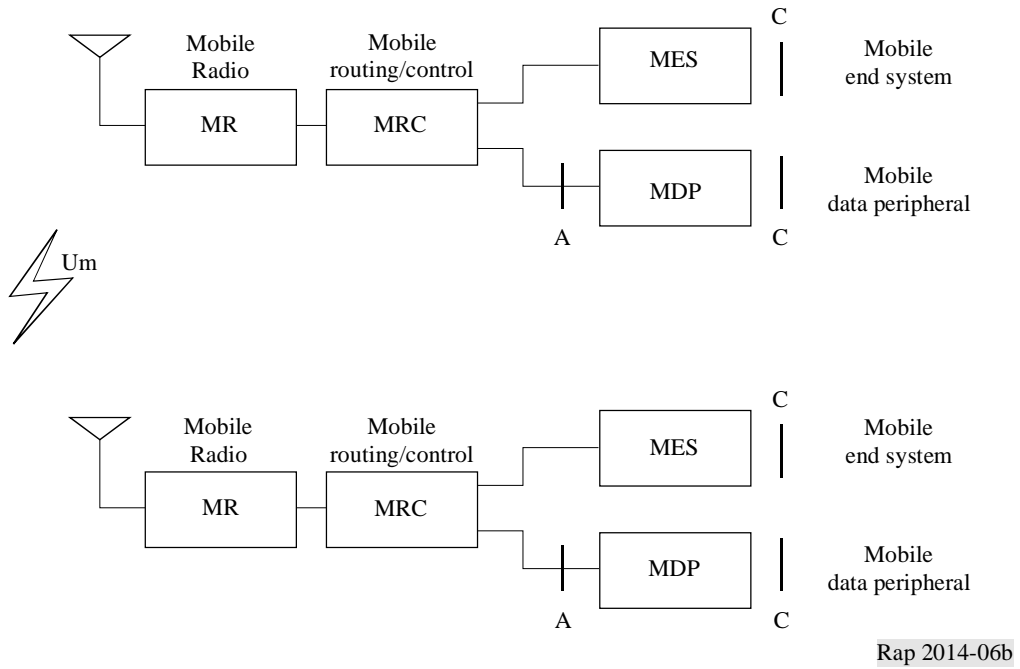 C
Mobile
Radio
Mobile
routing/control
MR
MRC
MES
Mobile
end system
MDP
Mobile
data peripheral
A
C
Um
C
Mobile
Radio
Mobile
routing/control
MR
MRC
MES
Mobile
end system
MDP
Mobile
data peripheral
A
C
Rap 2014-06b